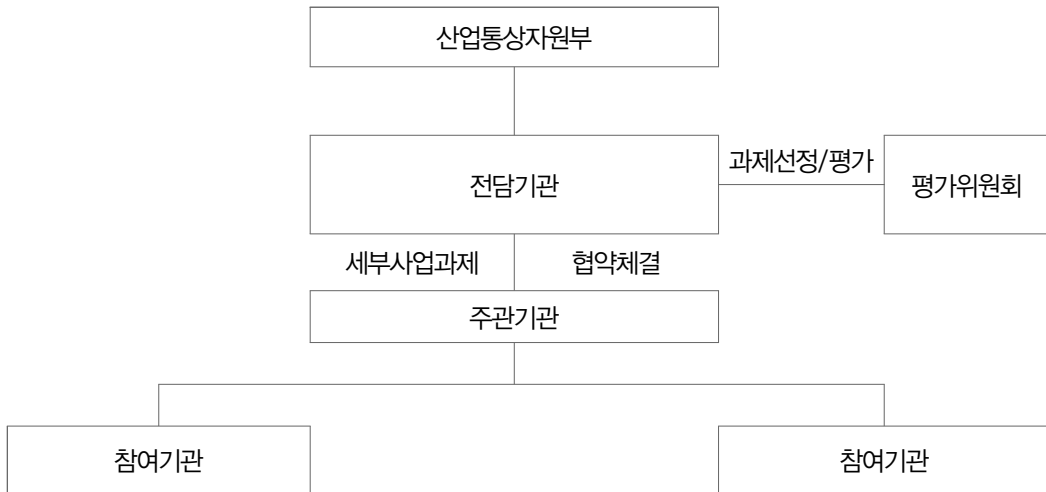 산업통상자원부
과제선정/평가
전담기관
평가위원회
세부사업과제
협약체결
주관기관
참여기관
참여기관